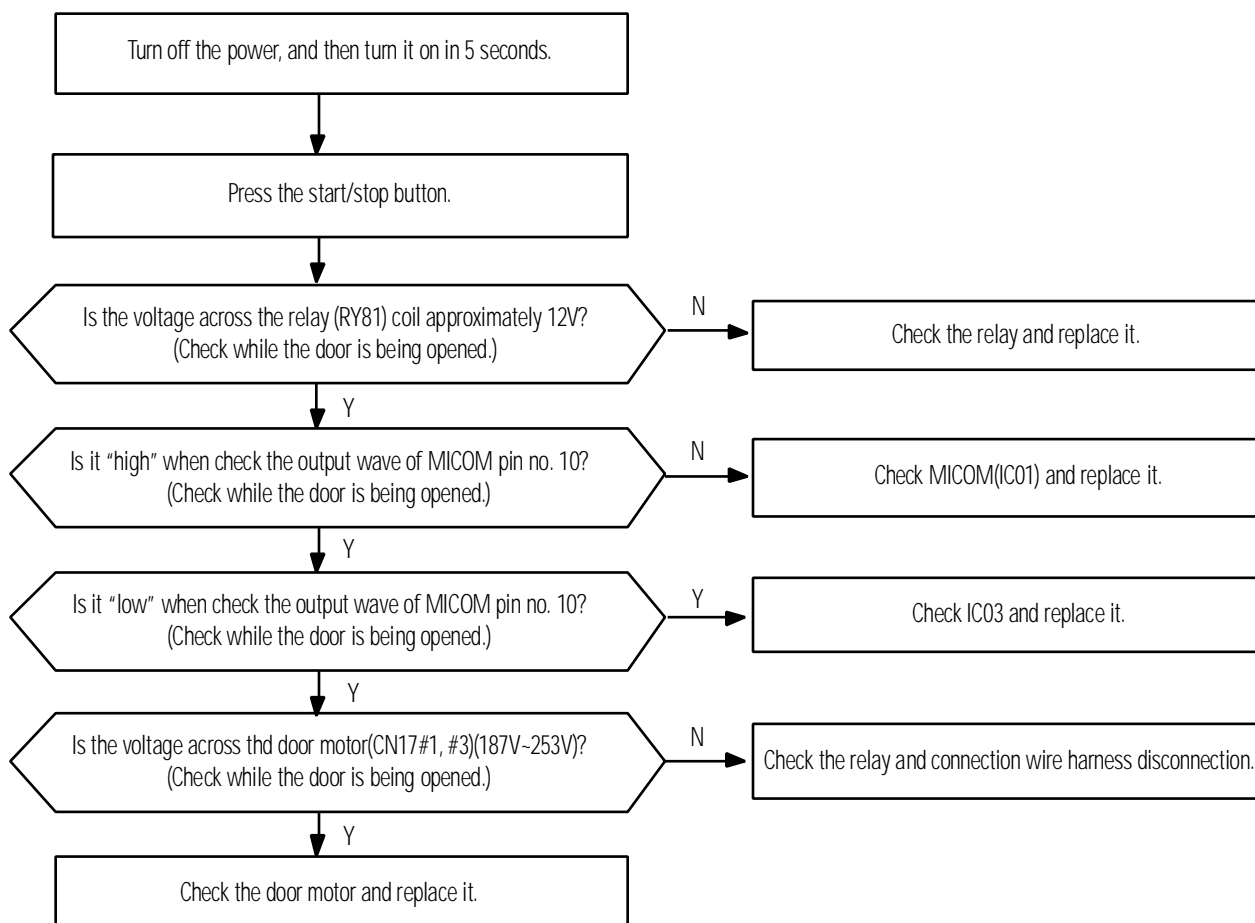 Turn off the power, and then turn it on in 5 seconds.
Press the start/stop button.
Is the voltage across the relay (RY81) coil approximately 12V?
(Check while the door is being opened.)
N
Check the relay and replace it.
Y
Is it “high” when check the output wave of MICOM pin no. 10?
(Check while the door is being opened.)
N
Check MICOM(IC01) and replace it.
Y
Is it “low” when check the output wave of MICOM pin no. 10?
(Check while the door is being opened.)
Y
Check IC03 and replace it.
Y
Is the voltage across thd door motor(CN17#1, #3)(187V~253V)?
(Check while the door is being opened.)
N
Check the relay and connection wire harness disconnection.
Y
Check the door motor and replace it.